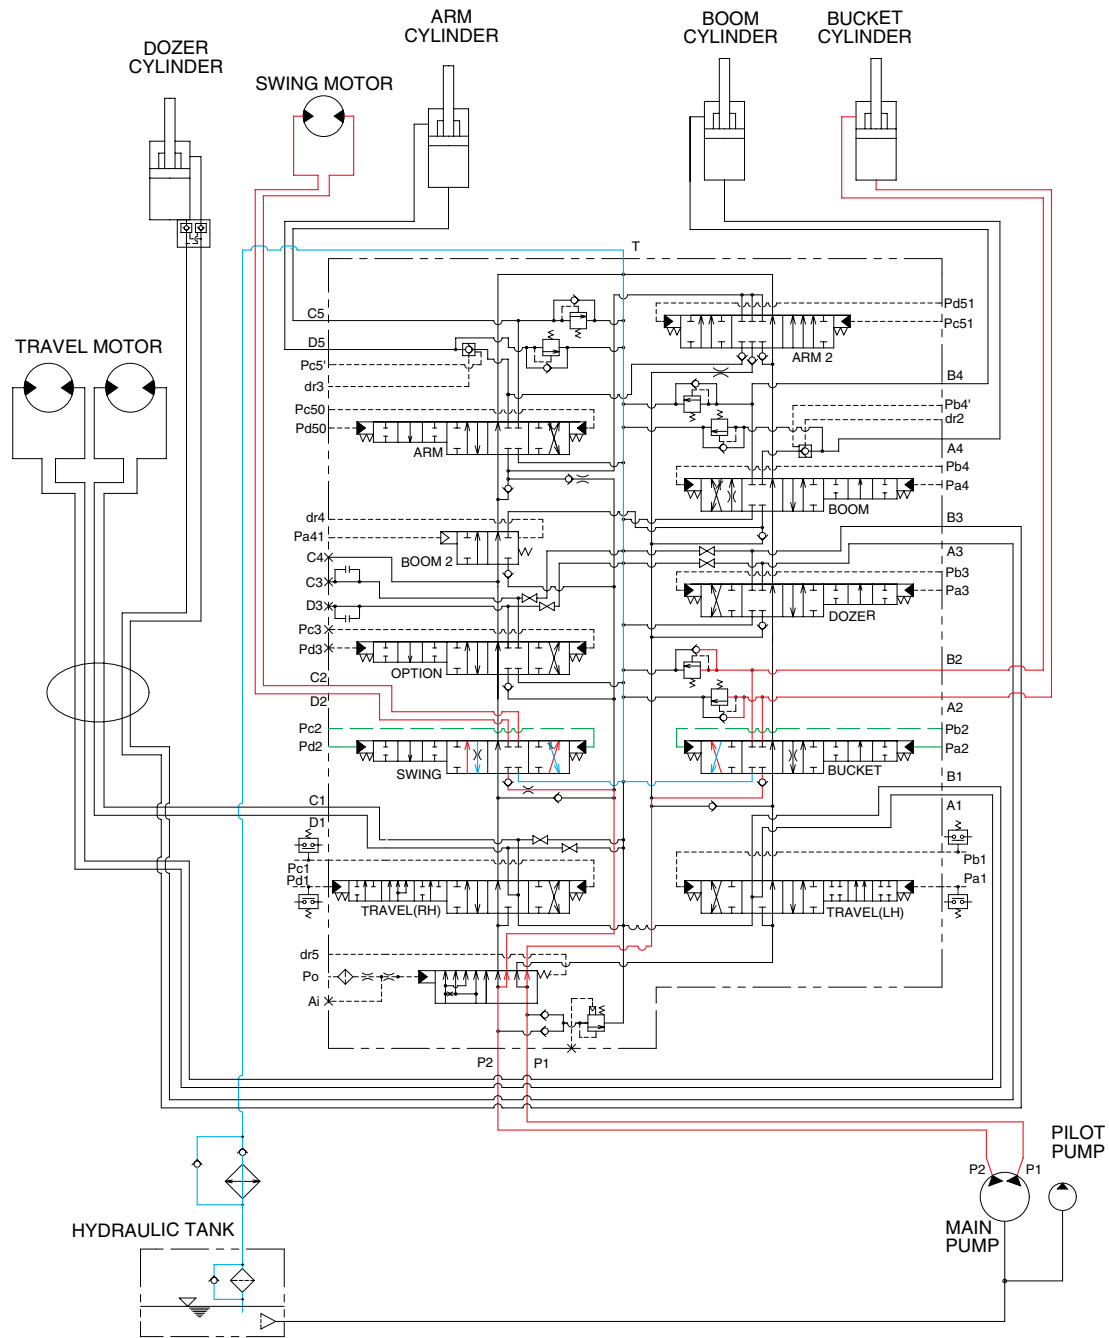 ARM
CYLINDER
BOOM
CYLINDER
BUCKET
CYLINDER
DOZER
CYLINDER
SWING MOTOR
TRAVEL MOTOR
T
C5
D5
Pc5'
dr3
Pc50
Pd50
ARM
Pd51
Pc51
ARM 2
B4
Pb4'
dr2
A4
Pb4
Pa4
BOOM
dr4
Pa41
BOOM 2
C4
C3
D3
Pc3
Pd3
OPTION
B3
A3
Pb3
Pa3
DOZER
C2
D2
Pc2
Pd2
SWING
B2
A2
Pb2
Pa2
BUCKET
C1
D1
Pc1
Pd1
TRAVEL(RH)
B1
A1
Pb1
Pa1
TRAVEL(LH)
dr5
Po
Ai
P2
P1
PILOT
PUMP
P2
P1
MAIN
PUMP
HYDRAULIC TANK